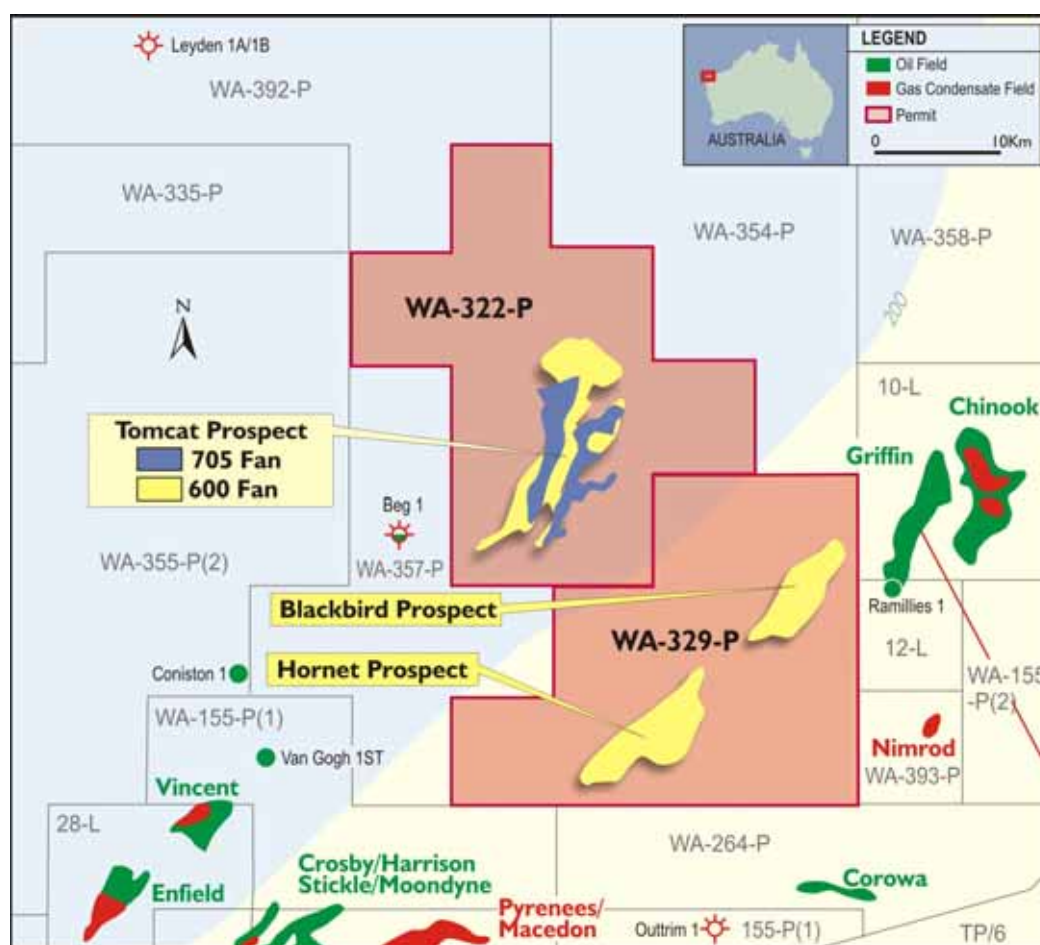 Leyden 1A/1B
WA-392-P
LEGEND
Oil Field
Gas Condensate Field
Permit
0 10Km
AUSTRALIA
WA-335-P
WA-354-P
WA-358-P
200
WA-322-P
N
10-L
Chinook
Griffin
Tomcat Prospect
705 Fan
600 Fan
Beg 1
WA-355-P(2)
WA-357-P
Blackbird Prospect
Ramillies 1
WA-329-P
12-L
Hornet Prospect
Coniston 1
WA-155
-P(2)
WA-155-P(1)
Nimrod
Van Gogh 1ST
WA-393-P
Vincent
28-L
WA-264-P
Crosby/Harrison
Stickle/Moondyne
Enfield
Corowa
Pyrenees/
Macedon
Outtrim 1
155-P(1)
TP/6